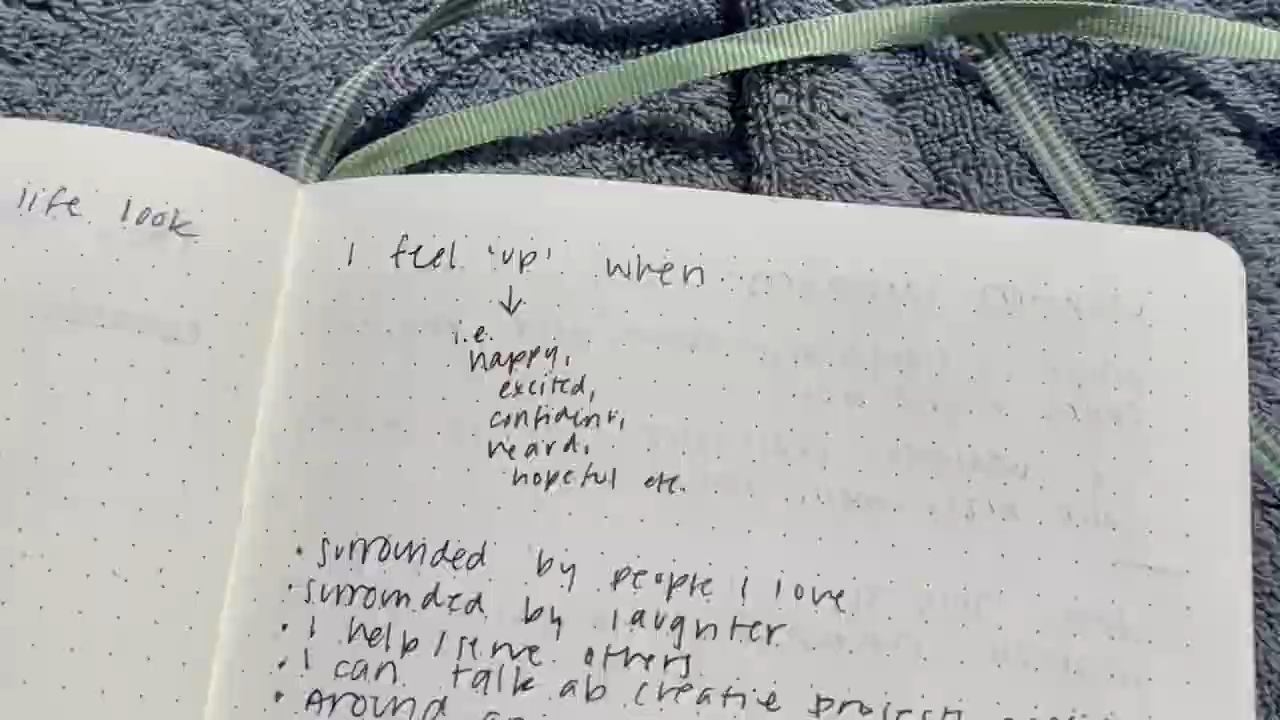 life look
I feel 'up' when
i.e.
happy,
excited,
confident,
heard,
hopeful etc.
• surrounded by people I love
• surrounded by laughter
• I help/serve others
• I can talk ab creative projects
• Around